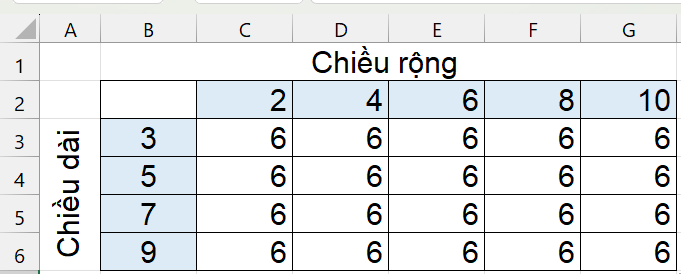 A B C D E F G
1 Chiều rộng
2 2 4 6 8 10
Chiều dài
3 3 6 6 6 6 6
4 5 6 6 6 6 6
5 7 6 6 6 6 6
6 9 6 6 6 6 6